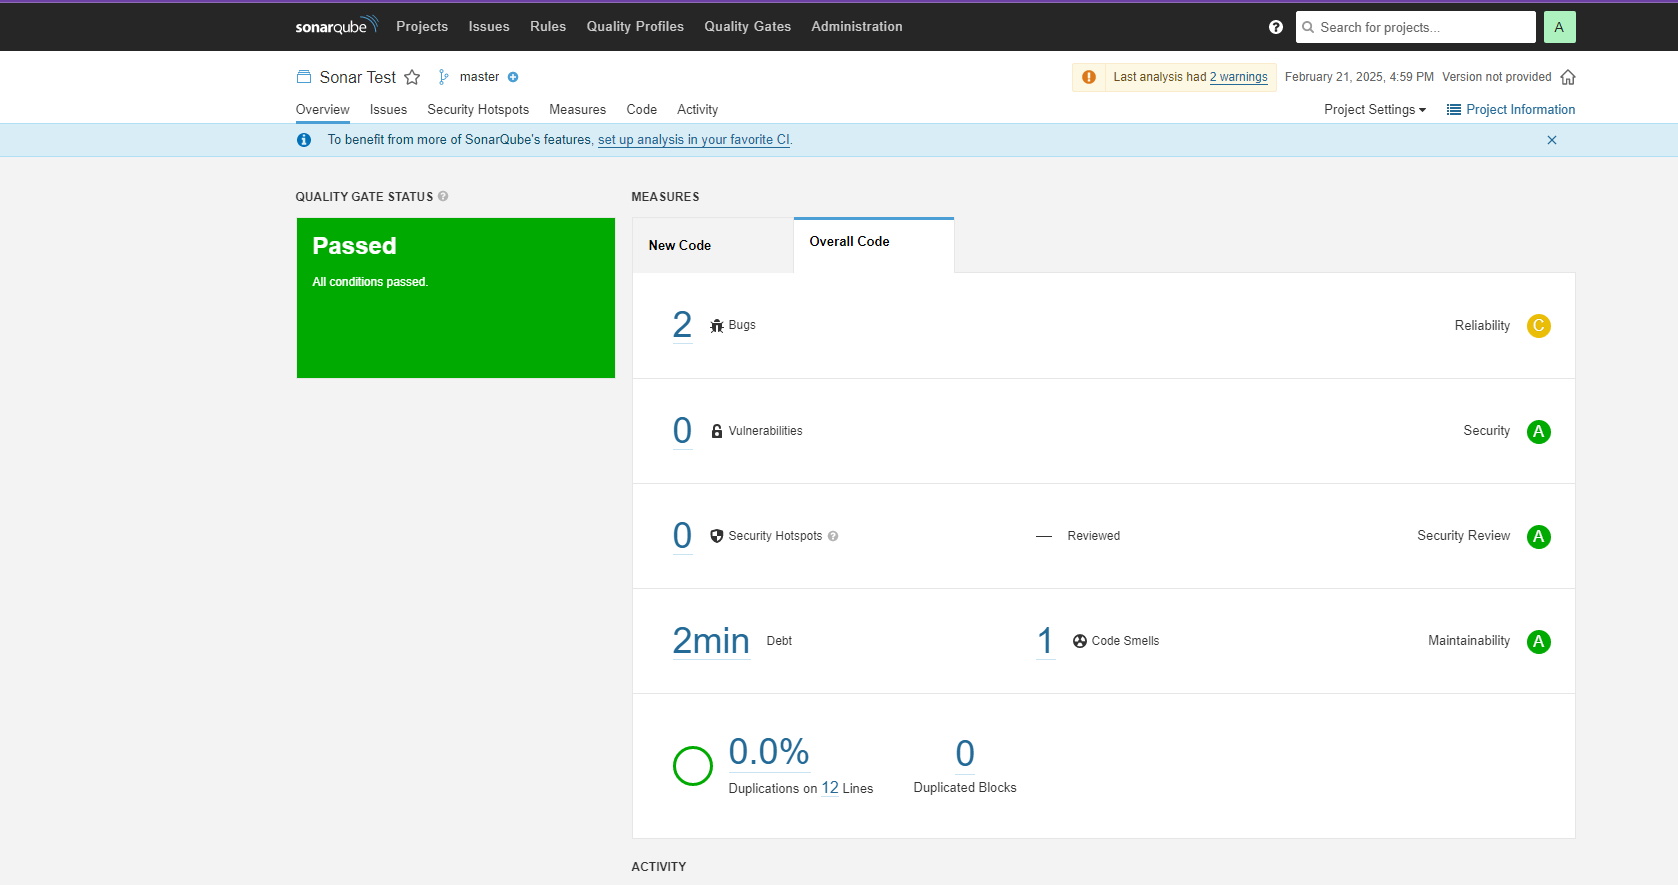 sonarqube Projects Issues Rules Quality Profiles Quality Gates Administration ? Search for projects... A
Sonar Test master Last analysis had 2 warnings February 21, 2025, 4:59 PM Version not provided
Overview Issues Security Hotspots Measures Code Activity Project Settings Project Information
To benefit from more of SonarQube's features, set up analysis in your favorite CI.
QUALITY GATE STATUS ?
Passed
All conditions passed.
MEASURES
New Code Overall Code
2 Bugs Reliability C
0 Vulnerabilities Security A
0 Security Hotspots ? — Reviewed Security Review A
2min Debt 1 Code Smells Maintainability A
0.0% 0
Duplications on 12 Lines Duplicated Blocks
ACTIVITY